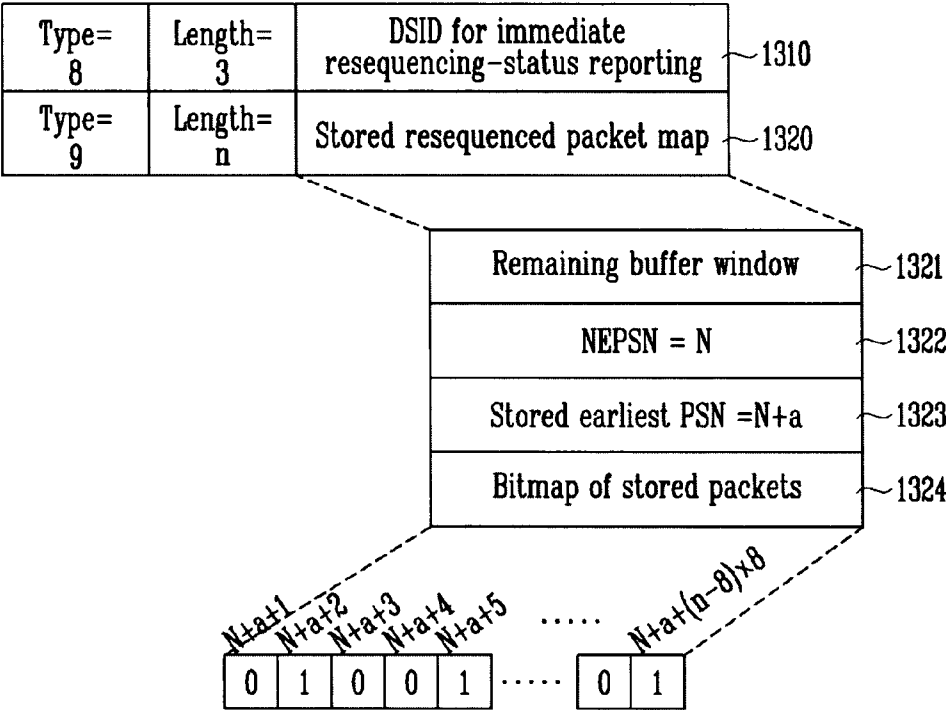 Type=
8
Length=
3
DSID for immediate
resequencing-status reporting
1310
Type=
9
Length=
n
Stored resequenced packet map
1320
Remaining buffer window
1321
NEPSN = N
1322
Stored earliest PSN =N+a
1323
Bitmap of stored packets
1324
N+a+1
N+a+2
N+a+3
N+a+4
N+a+5
.....
N+a+(n-8)×8
0 1 0 0 1 ..... 0 1